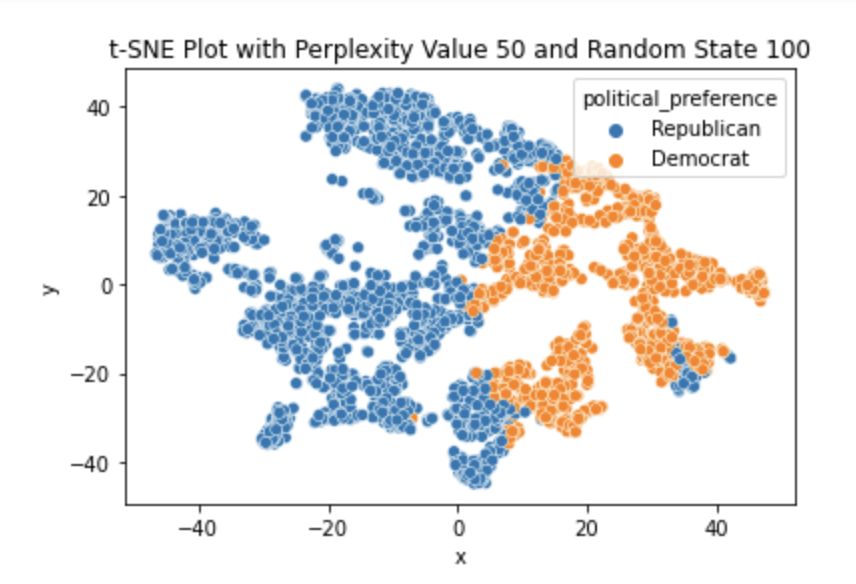 t-SNE Plot with Perplexity Value 50 and Random State 100
political_preference
Republican
Democrat
40
20
0
−20
−40
y
−40 −20 0 20 40
x